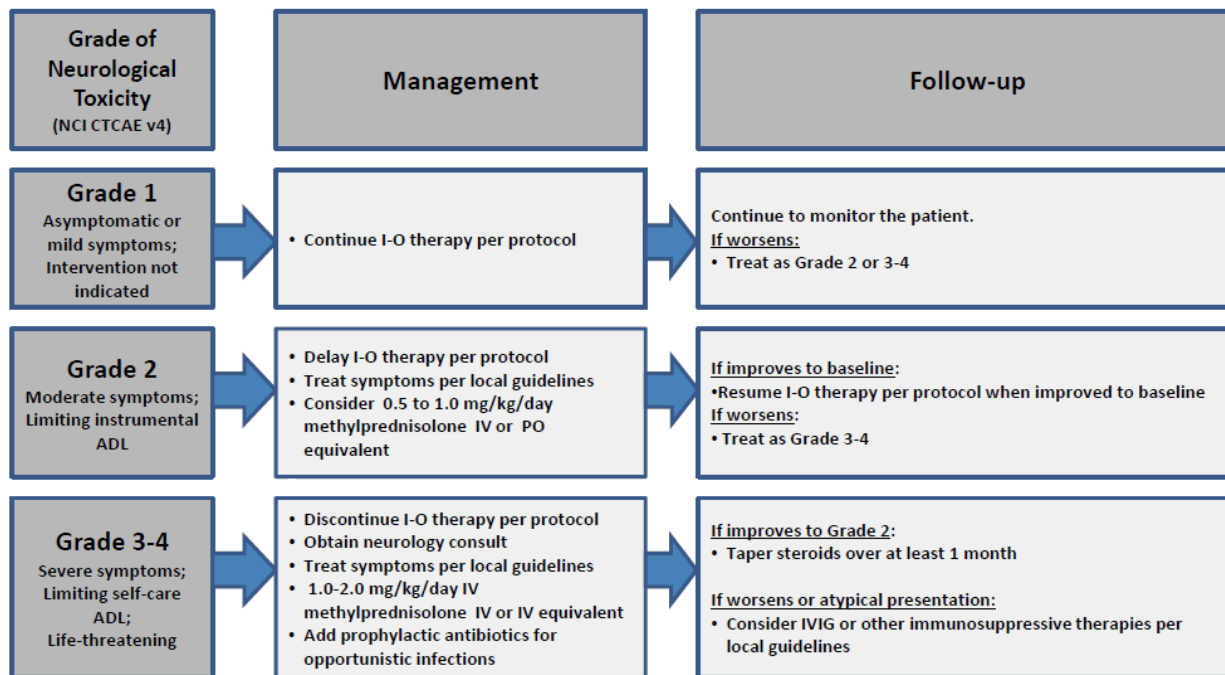 Grade of
Neurological
Toxicity
(NCI CTCAE v4)
Management
Follow-up
Grade 1
Asymptomatic or
mild symptoms;
Intervention not
indicated
• Continue I-O therapy per protocol
Continue to monitor the patient.
If worsens:
• Treat as Grade 2 or 3-4
Grade 2
Moderate symptoms;
Limiting instrumental
ADL
• Delay I-O therapy per protocol
• Treat symptoms per local guidelines
• Consider 0.5 to 1.0 mg/kg/day
methylprednisolone IV or PO
equivalent
If improves to baseline:
•Resume I-O therapy per protocol when improved to baseline
If worsens:
• Treat as Grade 3-4
Grade 3-4
Severe symptoms;
Limiting self-care
ADL;
Life-threatening
• Discontinue I-O therapy per protocol
• Obtain neurology consult
• Treat symptoms per local guidelines
• 1.0-2.0 mg/kg/day IV
methylprednisolone IV or IV equivalent
• Add prophylactic antibiotics for
opportunistic infections
If improves to Grade 2:
• Taper steroids over at least 1 month
If worsens or atypical presentation:
• Consider IVIG or other immunosuppressive therapies per
local guidelines